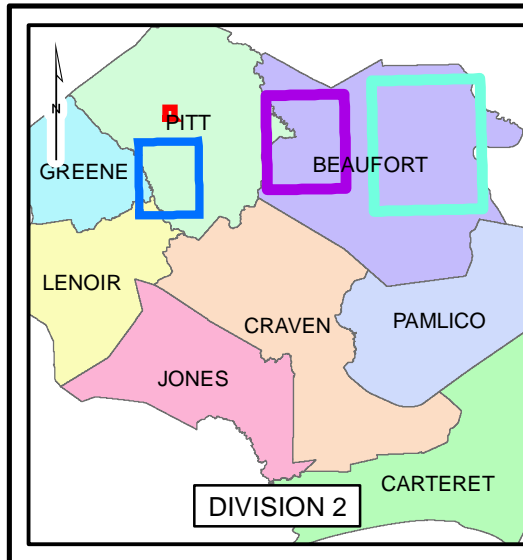 N
PITT
GREENE
BEAUFORT
LENOIR
CRAVEN
PAMLICO
JONES
CARTERET
DIVISION 2